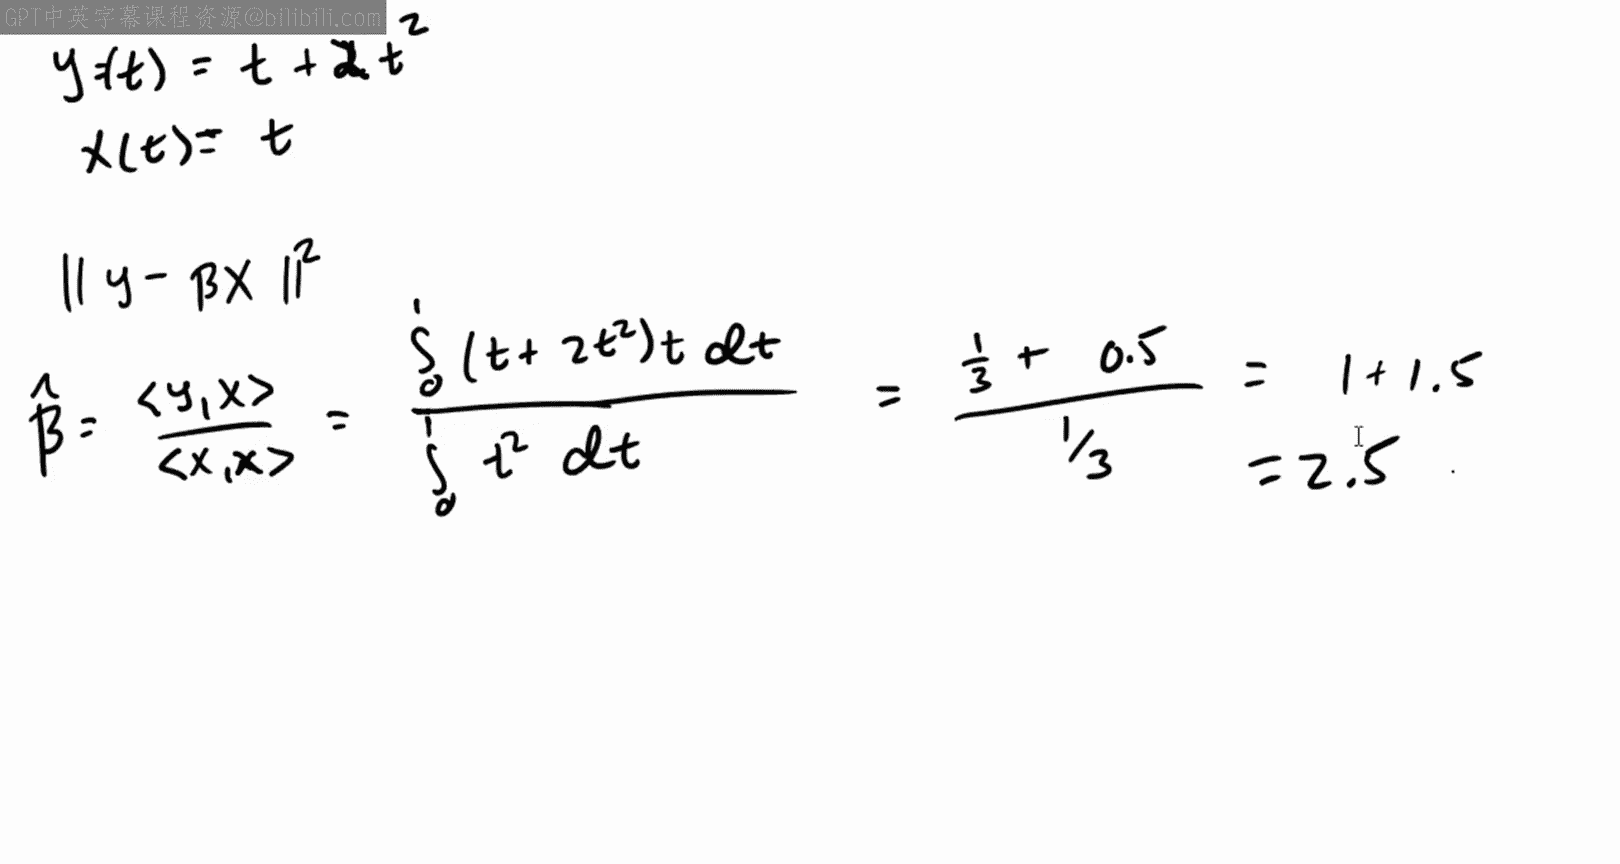 GPT中英字幕课程资源@bilibili.com
y(t) = t + 2t²
x(t) = t
|| y - βx ||²
β̂ = <y, x> / <x, x> = ∫₀¹ (t + 2t²)t dt / ∫₀¹ t² dt = (1/3 + 0.5) / (1/3) = 1 + 1.5
= 2.5